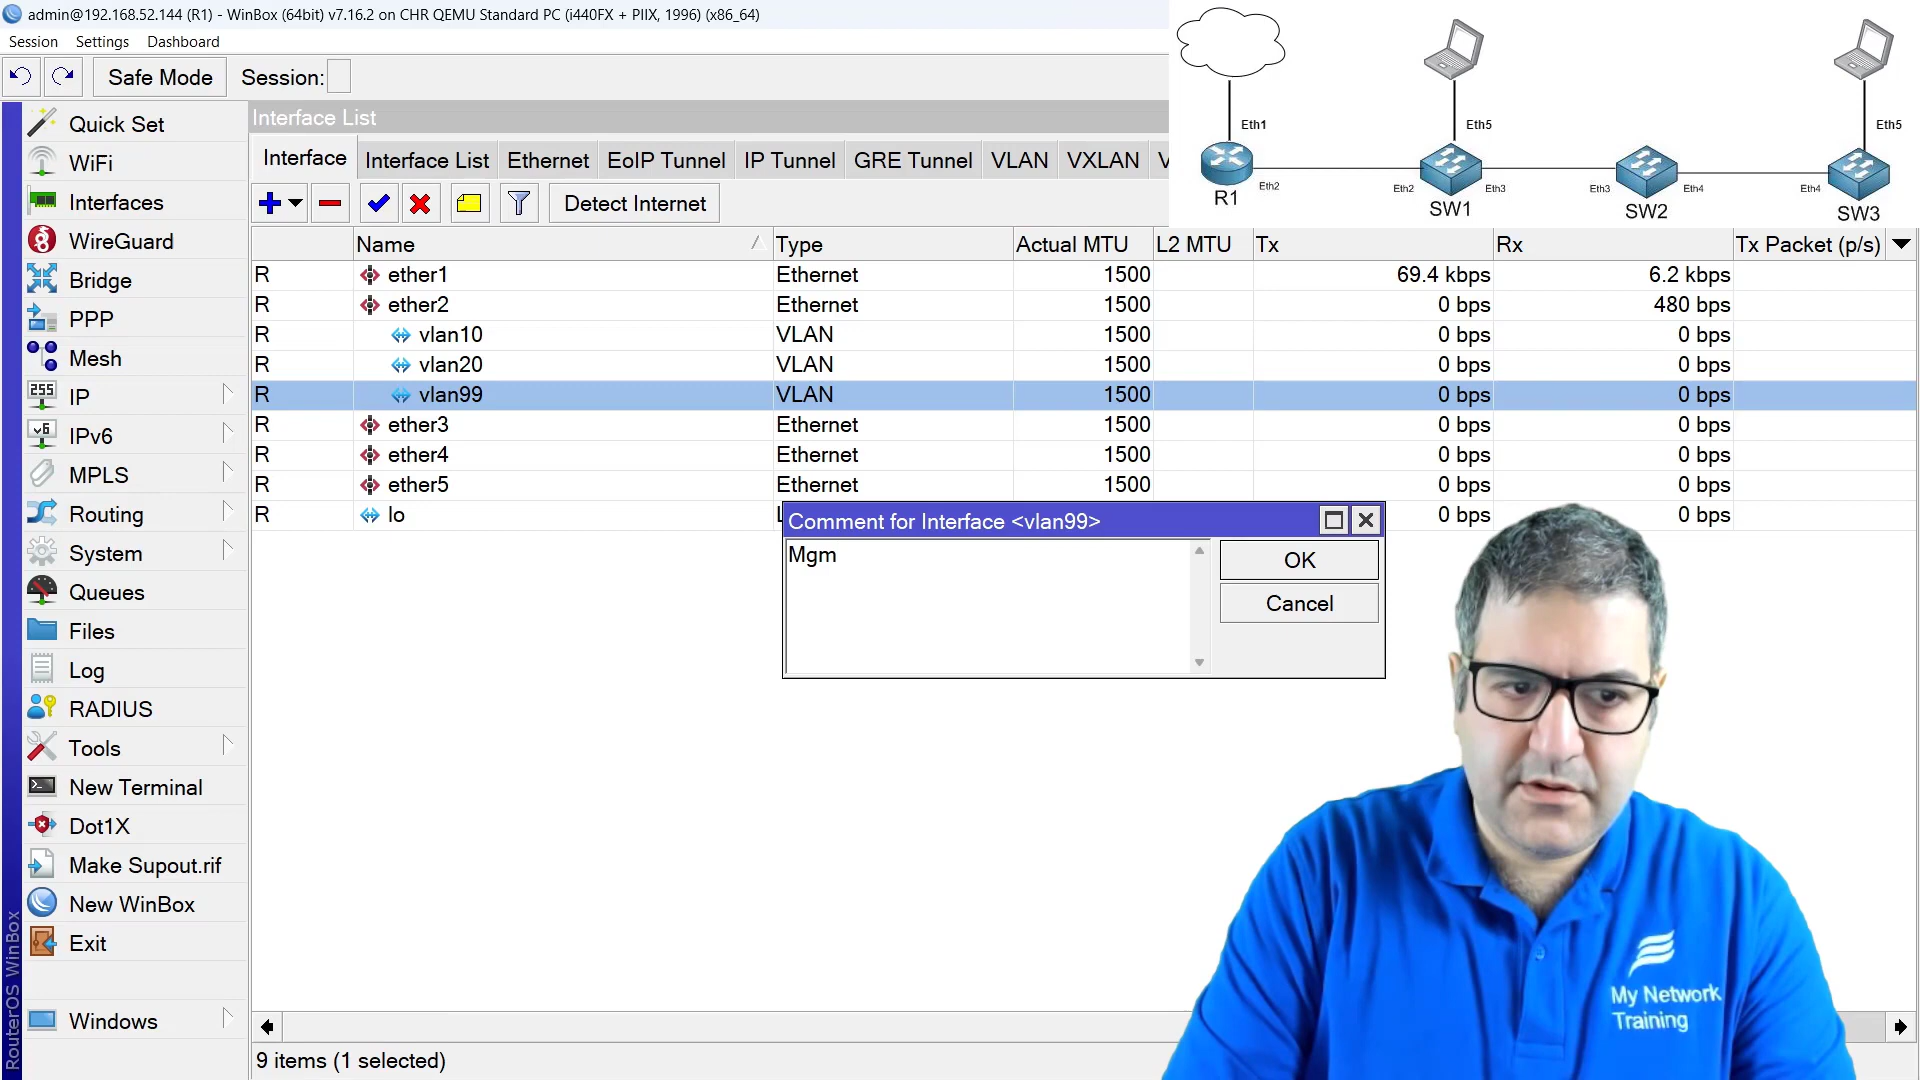 admin@192.168.52.144 (R1) - WinBox (64bit) v7.16.2 on CHR QEMU Standard PC (i440FX + PIIX, 1996) (x86_64)
Session Settings Dashboard
Safe Mode Session:
Quick Set
WiFi
Interfaces
WireGuard
Bridge
PPP
Mesh
IP
IPv6
MPLS
Routing
System
Queues
Files
Log
RADIUS
Tools
New Terminal
Dot1X
Make Supout.rif
New WinBox
Exit
Windows
RouterOS WinBox
Interface List
Interface Interface List Ethernet EoIP Tunnel IP Tunnel GRE Tunnel VLAN VXLAN V
Detect Internet
Name Type Actual MTU L2 MTU Tx Rx Tx Packet (p/s)
R ether1 Ethernet 1500 69.4 kbps 6.2 kbps
R ether2 Ethernet 1500 0 bps 480 bps
R vlan10 VLAN 1500 0 bps 0 bps
R vlan20 VLAN 1500 0 bps 0 bps
R vlan99 VLAN 1500 0 bps 0 bps
R ether3 Ethernet 1500 0 bps 0 bps
R ether4 Ethernet 1500 0 bps 0 bps
R ether5 Ethernet 1500 0 bps 0 bps
R lo 0 bps 0 bps
Comment for Interface <vlan99>
Mgm
OK
Cancel
9 items (1 selected)
Eth1
Eth5
Eth5
Eth2
Eth2
Eth3
Eth3
Eth4
Eth4
R1
SW1
SW2
SW3
My Network
Training
255
v6